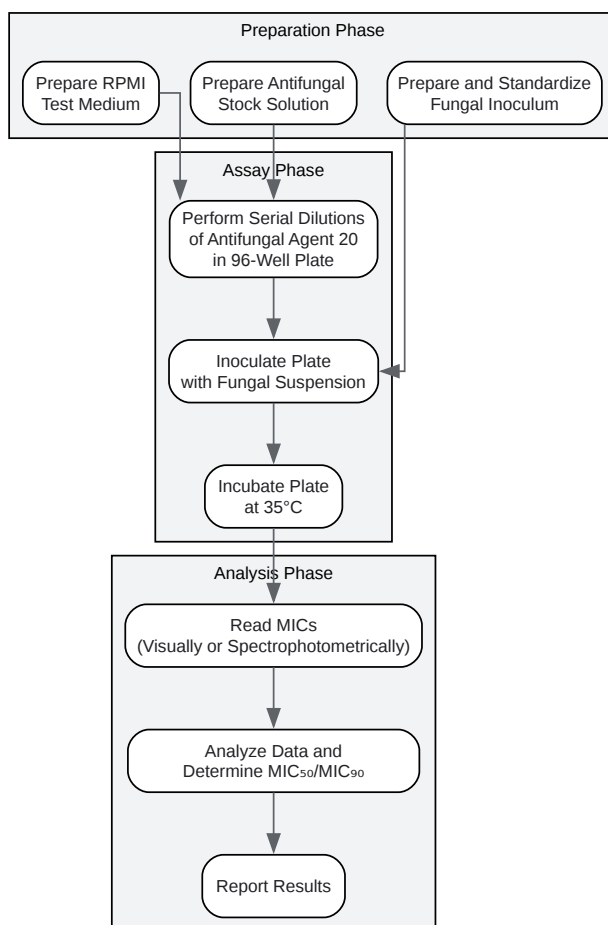 Preparation Phase
Prepare RPMI
Test Medium
Prepare Antifungal
Stock Solution
Prepare and Standardize
Fungal Inoculum
Assay Phase
Perform Serial Dilutions
of Antifungal Agent 20
in 96-Well Plate
Inoculate Plate
with Fungal Suspension
Incubate Plate
at 35°C
Analysis Phase
Read MICs
(Visually or Spectrophotometrically)
Analyze Data and
Determine MIC₅₀/MIC₉₀
Report Results